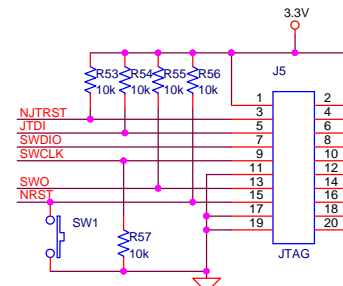 3.3V
R53 R54 R55 R56
10k 10k 10k 10k
J5
1 2
NJTRST 3 4
JTDI 5 6
SWDIO 7 8
SWCLK 9 10
11 12
SWO 13 14
NRST 15 16
17 18
19 20
SW1
R57
10k
JTAG